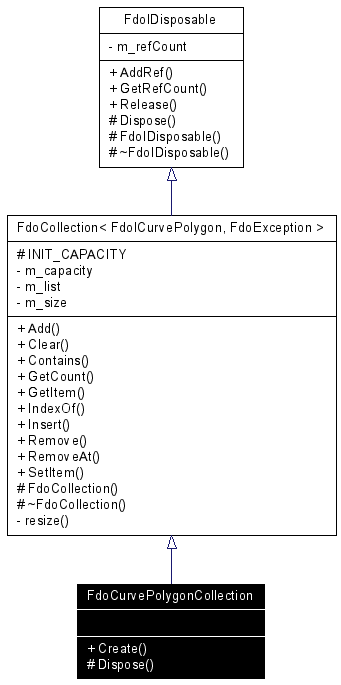 FdoIDisposable
- m_refCount
+ AddRef()
+ GetRefCount()
+ Release()
# Dispose()
# FdoIDisposable()
# ~FdoIDisposable()
FdoCollection< FdoICurvePolygon, FdoException >
# INIT_CAPACITY
- m_capacity
- m_list
- m_size
+ Add()
+ Clear()
+ Contains()
+ GetCount()
+ GetItem()
+ IndexOf()
+ Insert()
+ Remove()
+ RemoveAt()
+ SetItem()
# FdoCollection()
# ~FdoCollection()
- resize()
FdoCurvePolygonCollection
+ Create()
# Dispose()